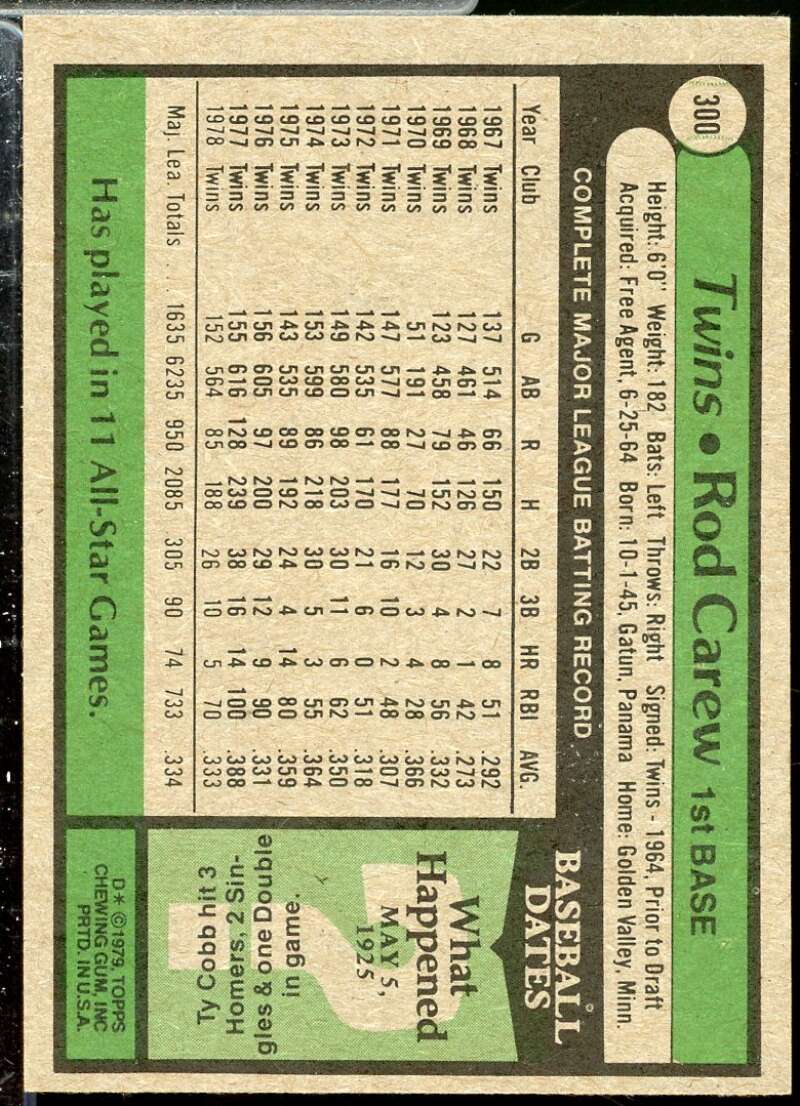 300
Twins • Rod Carew 1st BASE
Height: 6'0" Weight: 182 Bats: Left Throws: Right Signed: Twins - 1964, Prior to Draft
Acquired: Free Agent, 6-25-64 Born: 10-1-45, Gatun, Panama Home: Golden Valley, Minn.
COMPLETE MAJOR LEAGUE BATTING RECORD
Year Club G AB R H 2B 3B HR RBI AVG.
1967 Twins 137 514 66 150 22 7 8 51 .292
1968 Twins 127 461 46 126 27 2 1 42 .273
1969 Twins 123 458 79 152 30 4 8 56 .332
1970 Twins 51 191 27 70 12 3 4 28 .366
1971 Twins 147 577 88 177 16 10 2 48 .307
1972 Twins 142 535 61 170 21 6 0 51 .318
1973 Twins 149 580 98 203 30 11 6 62 .350
1974 Twins 153 599 86 218 30 5 3 55 .364
1975 Twins 143 535 89 192 24 4 14 80 .359
1976 Twins 156 605 97 200 29 12 9 90 .331
1977 Twins 155 616 128 239 38 16 14 100 .388
1978 Twins 152 564 85 188 26 10 5 70 .333
Maj. Lea. Totals . . . 1635 6235 950 2085 305 90 74 733 .334
Has played in 11 All-Star Games.
BASEBALL
DATES
What
Happened
MAY 5,
1925
Ty Cobb hit 3
Homers, 2 Sin-
gles & one Double
in game.
D* ©1979, TOPPS
CHEWING GUM, INC
PRTD. IN U.S.A.